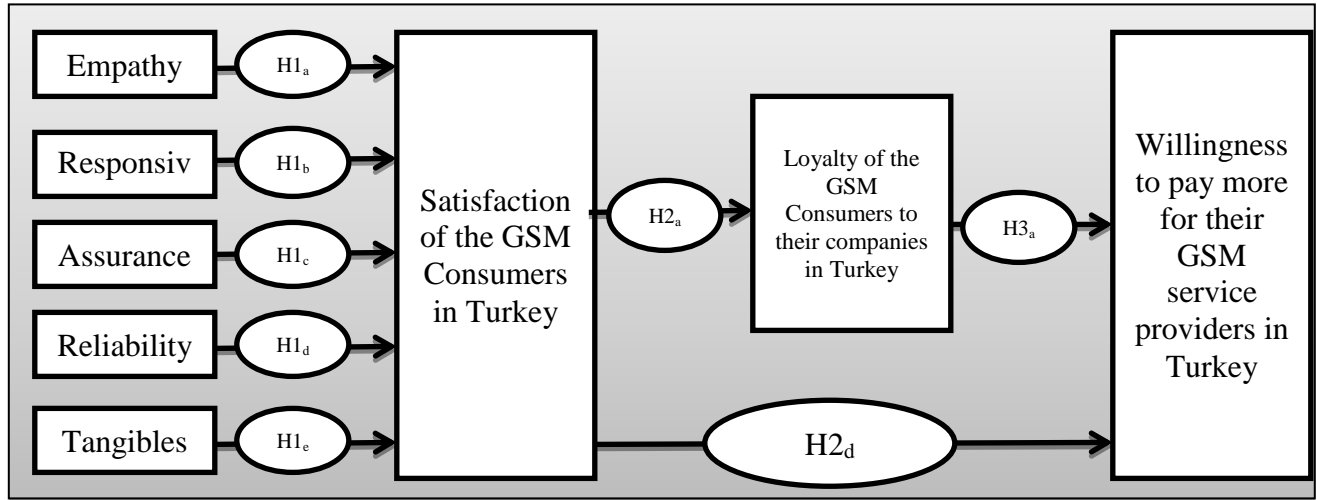 Empathy
H1a
Responsiv
H1b
Assurance
H1c
Reliability
H1d
Tangibles
H1e
Satisfaction
of the GSM
Consumers
in Turkey
H2a
Loyalty of the
GSM
Consumers to
their companies
in Turkey
H3a
H2d
Willingness
to pay more
for their
GSM
service
providers in
Turkey